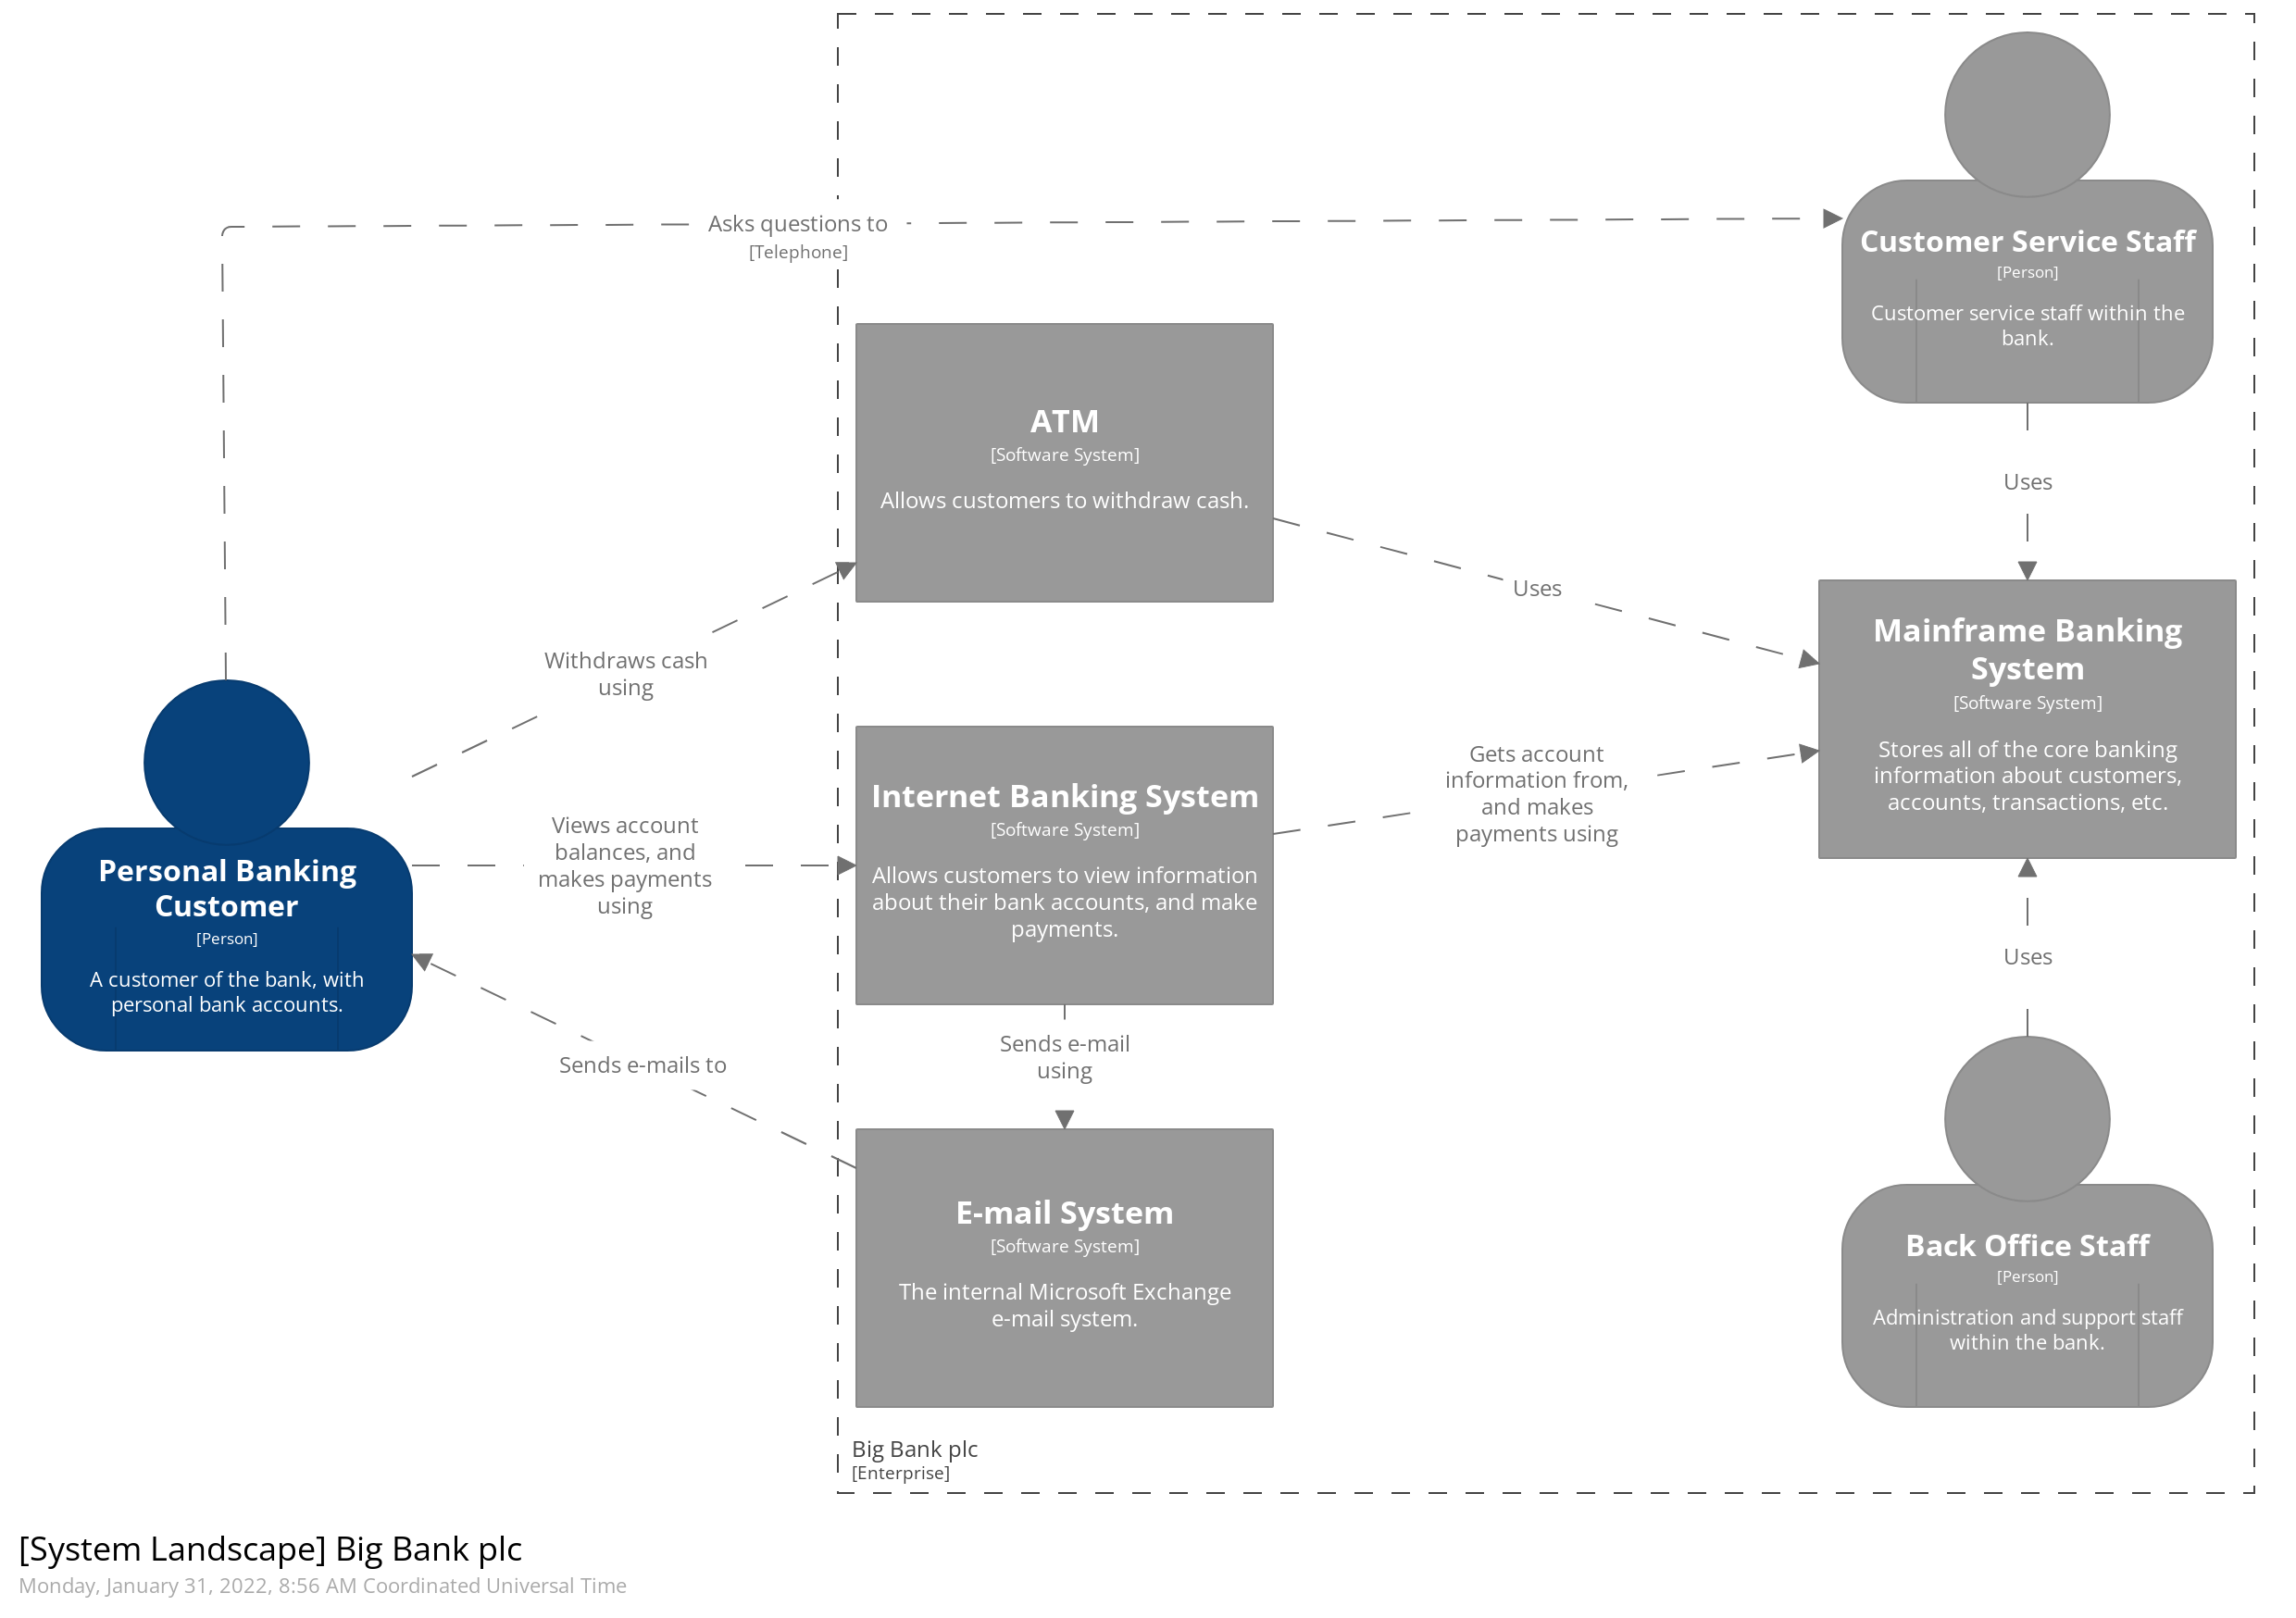 Asks questions to
[Telephone]
Customer Service Staff
[Person]
Customer service staff within the
bank.
ATM
[Software System]
Allows customers to withdraw cash.
Uses
Uses
Withdraws cash
using
Mainframe Banking
System
[Software System]
Stores all of the core banking
information about customers,
accounts, transactions, etc.
Internet Banking System
[Software System]
Allows customers to view information
about their bank accounts, and make
payments.
Gets account
information from,
and makes
payments using
Views account
balances, and
makes payments
using
Personal Banking
Customer
[Person]
A customer of the bank, with
personal bank accounts.
Uses
Sends e-mail
using
Sends e-mails to
E-mail System
[Software System]
The internal Microsoft Exchange
e-mail system.
Back Office Staff
[Person]
Administration and support staff
within the bank.
Big Bank plc
[Enterprise]
[System Landscape] Big Bank plc
Monday, January 31, 2022, 8:56 AM Coordinated Universal Time